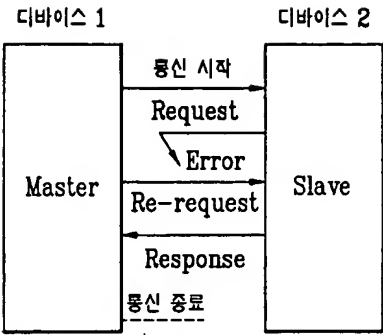 디바이스 1
디바이스 2
통신 시작
Request
Error
Master
Slave
Re-request
Response
통신 종료